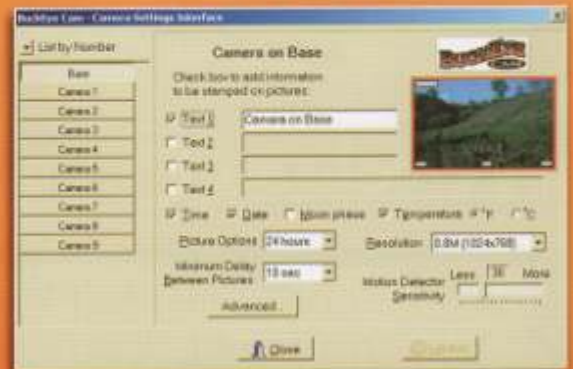 Buckeye Cam - Camera Settings Interface
List by Number
Base
Camera 1
Camera 2
Camera 3
Camera 4
Camera 5
Camera 6
Camera 7
Camera 8
Camera 9
Camera on Base
Check box to add information
to be stamped on pictures:
Text 1 Camera on Base
Text 2
Text 3
Text 4
Time Date Moon phase Temperature °F °C
Picture Options 24 hours
Resolution 0.8M (1024x768)
Minimum Delay
Between Pictures 10 sec
Motion Detector
Sensitivity
Less 36 More
Advanced...
Close